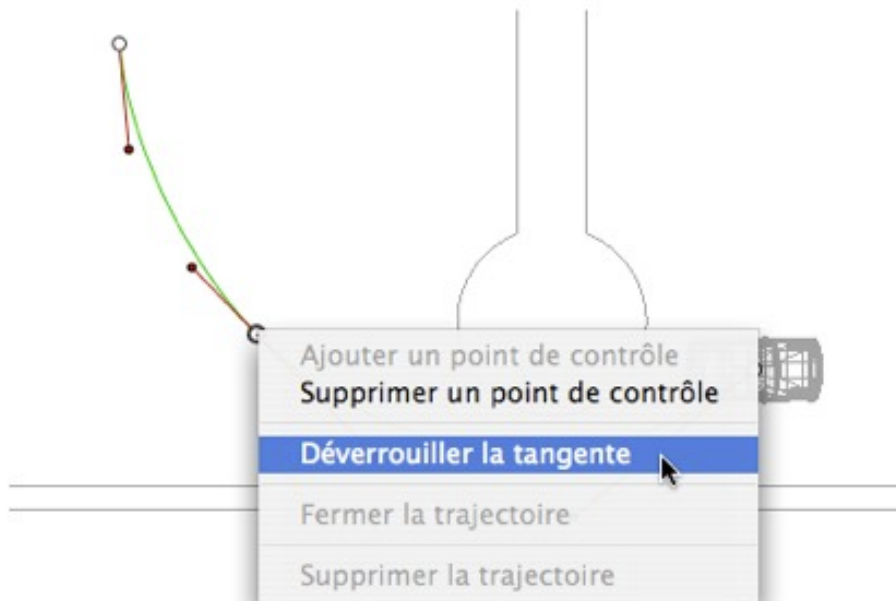 Ajouter un point de contrôle
Supprimer un point de contrôle
Déverrouiller la tangente
Fermer la trajectoire
Supprimer la trajectoire